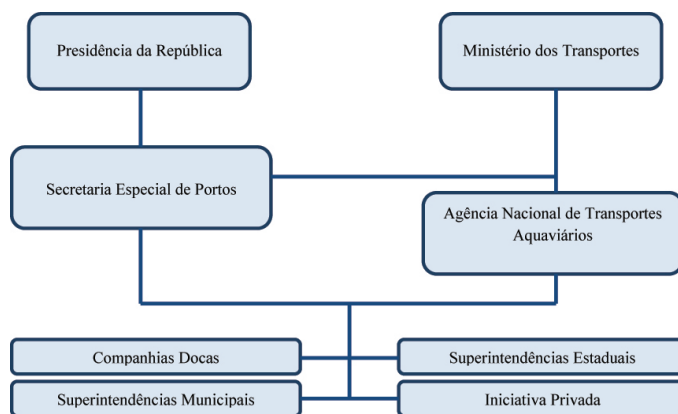 Presidência da República
Ministério dos Transportes
Secretaria Especial de Portos
Agência Nacional de Transportes
Aquaviários
Companhias Docas
Superintendências Estaduais
Superintendências Municipais
Iniciativa Privada